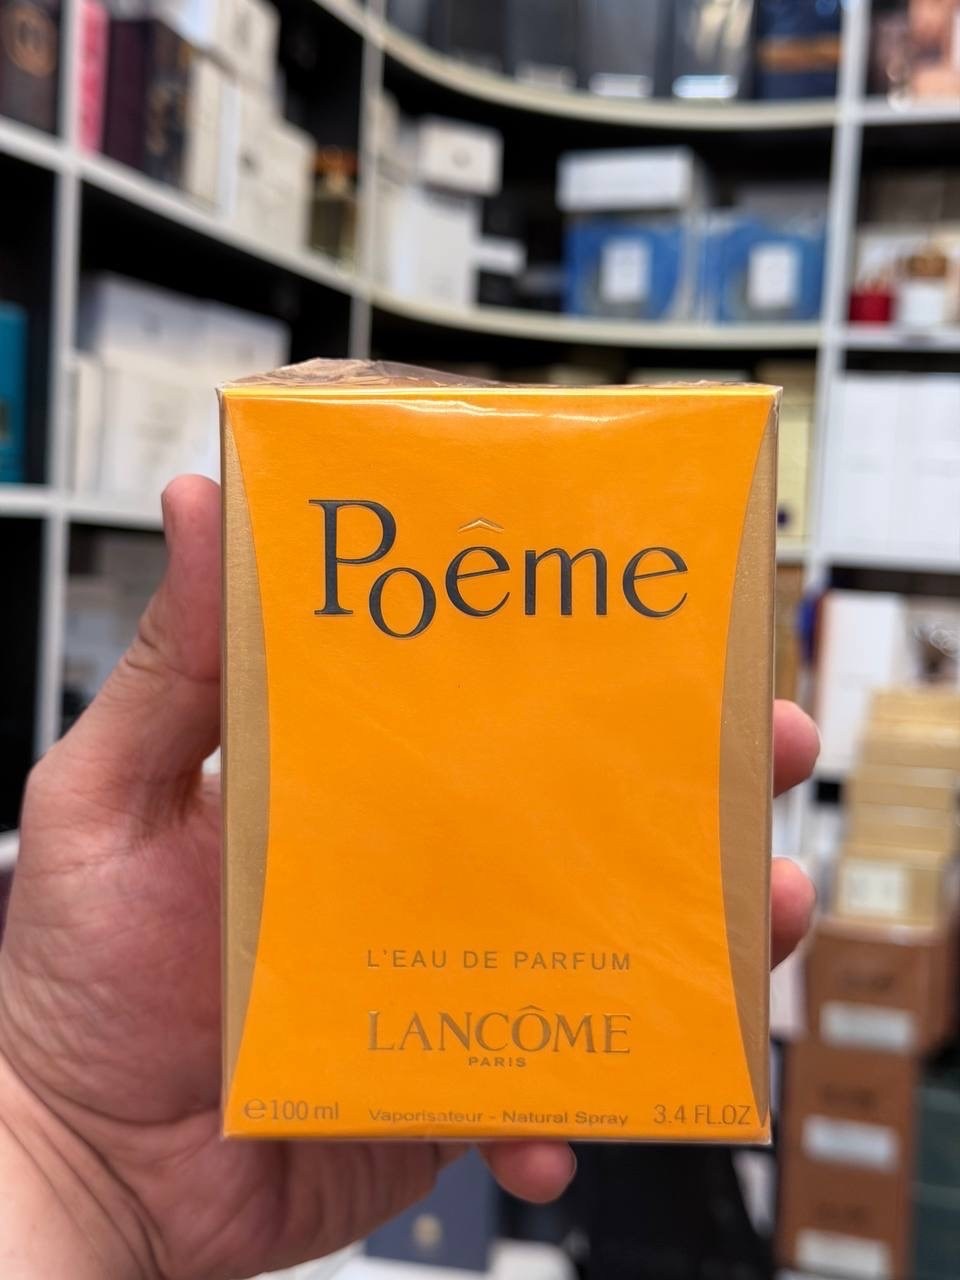 Poême
L'EAU DE PARFUM
LANCÔME
PARIS
℮100 ml Vaporisateur - Natural Spray 3.4 FL.OZ